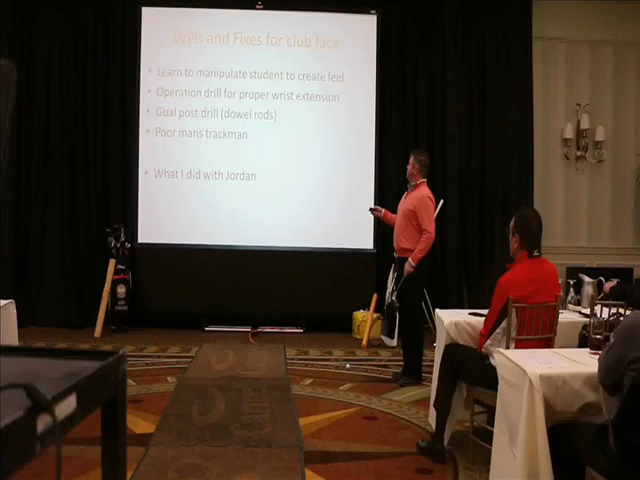 Drills and Fixes for club face
• Learn to manipulate student to create feel
• Operation drill for proper wrist extension
• Goal post drill (dowel rods)
• Poor mans trackman
• What I did with Jordan